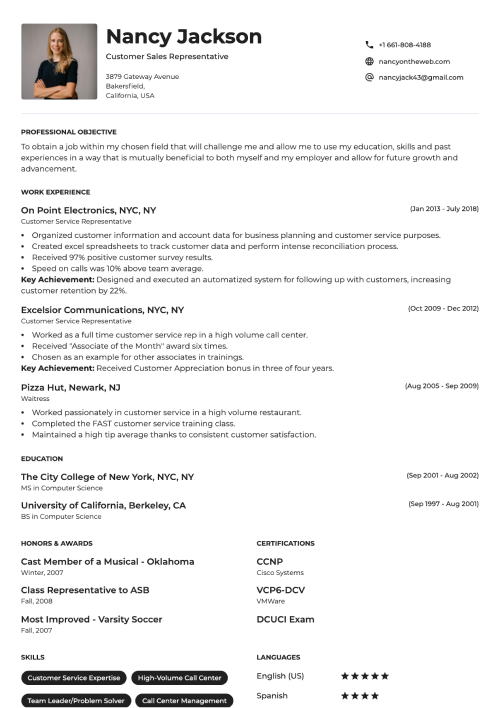 Nancy Jackson
Customer Sales Representative
3879 Gateway Avenue
Bakersfield,
California, USA
+1 661-808-4188
nancyontheweb.com
nancyjack43@gmail.com
PROFESSIONAL OBJECTIVE
To obtain a job within my chosen field that will challenge me and allow me to use my education, skills and past
experiences in a way that is mutually beneficial to both myself and my employer and allow for future growth and
advancement.
WORK EXPERIENCE
On Point Electronics, NYC, NY (Jan 2013 - July 2018)
Customer Service Representative
• Organized customer information and account data for business planning and customer service purposes.
• Created excel spreadsheets to track customer data and perform intense reconciliation process.
• Received 97% positive customer survey results.
• Speed on calls was 10% above team average.
Key Achievement: Designed and executed an automatized system for following up with customers, increasing
customer retention by 22%.
Excelsior Communications, NYC, NY (Oct 2009 - Dec 2012)
Customer Service Representative
• Worked as a full time customer service rep in a high volume call center.
• Received "Associate of the Month" award six times.
• Chosen as an example for other associates in trainings.
Key Achievement: Received Customer Appreciation bonus in three of four years.
Pizza Hut, Newark, NJ (Aug 2005 - Sep 2009)
Waitress
• Worked passionately in customer service in a high volume restaurant.
• Completed the FAST customer service training class.
• Maintained a high tip average thanks to consistent customer satisfaction.
EDUCATION
The City College of New York, NYC, NY (Sep 2001 - Aug 2002)
MS in Computer Science
University of California, Berkeley, CA (Sep 1997 - Aug 2001)
BS in Computer Science
HONORS & AWARDS
Cast Member of a Musical - Oklahoma
Winter, 2007
Class Representative to ASB
Fall, 2008
Most Improved - Varsity Soccer
Fall, 2007
CERTIFICATIONS
CCNP
Cisco Systems
VCP6-DCV
VMWare
DCUCI Exam
SKILLS
Customer Service Expertise
High-Volume Call Center
Team Leader/Problem Solver
Call Center Management
LANGUAGES
English (US) ★★★★★
Spanish ★★★★